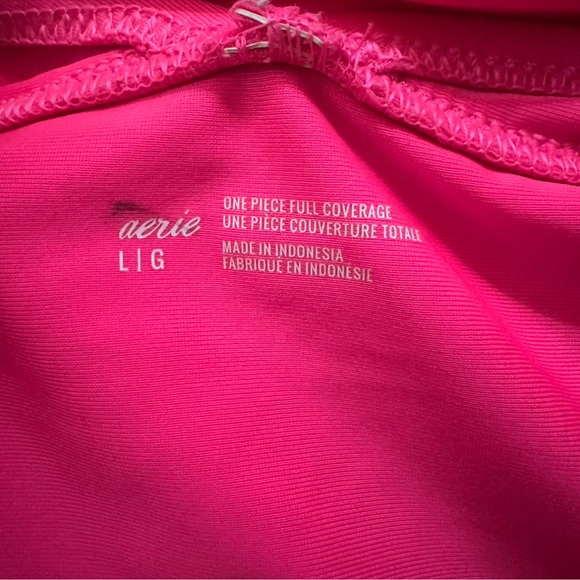 aerie
L|G
ONE PIECE FULL COVERAGE
UNE PIÈCE COUVERTURE TOTALE
MADE IN INDONESIA
FABRIQUÉ EN INDONÉSIE